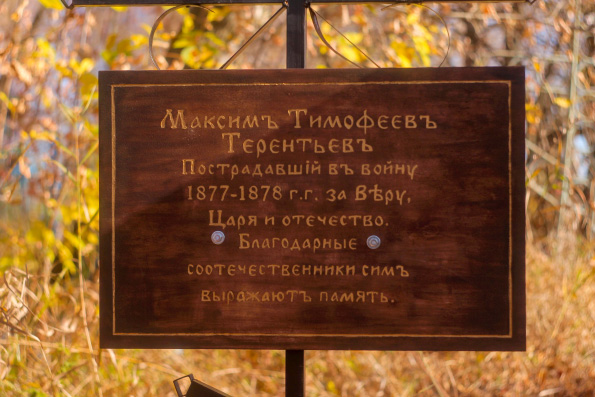 Максимъ Тимофеевъ
Терентьевъ
Пострадавшій въ войну
1877-1878 г.г. за Вѣру,
Царя и отечество.
Благодарные
соотечественники симъ
выражаютъ память.